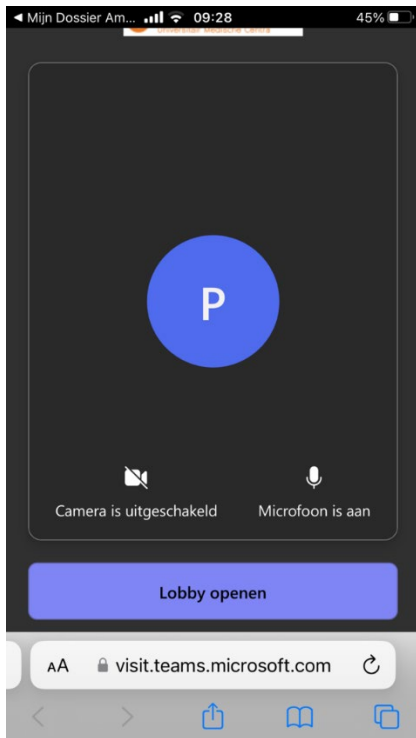 ◀ Mijn Dossier Am... 09:28 45%
Universitair Medische Centra
P
Camera is uitgeschakeld Microfoon is aan
Lobby openen
AA visit.teams.microsoft.com